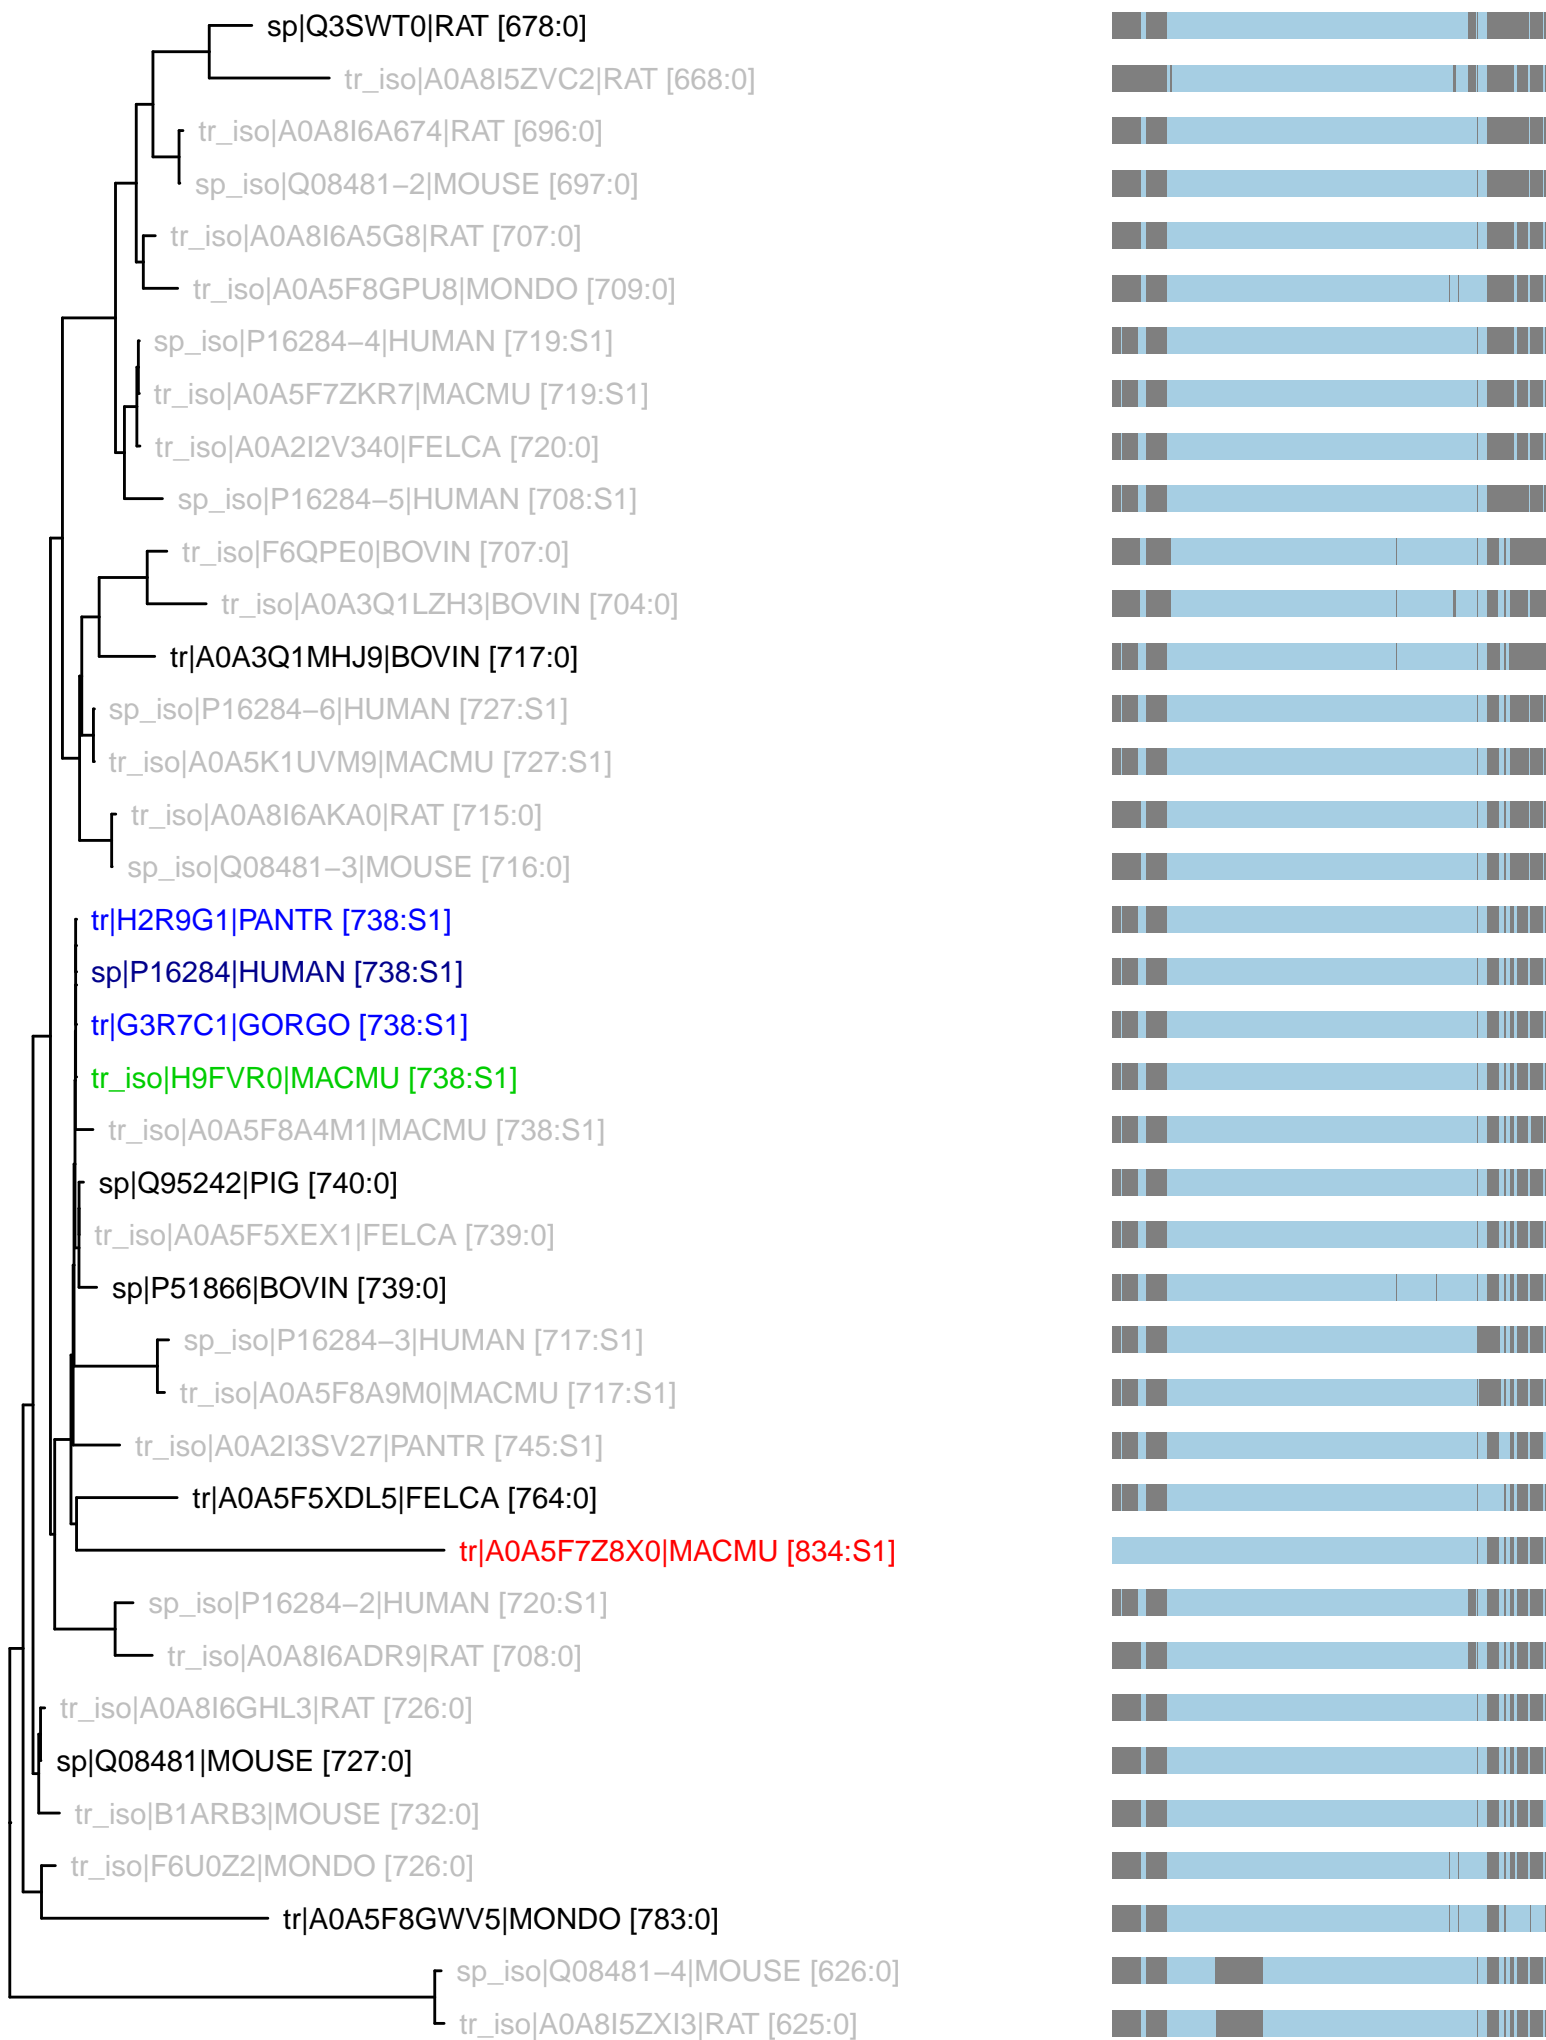 sp|Q3SWT0|RAT [678:0]
tr_iso|A0A8I5ZVC2|RAT [668:0]
tr_iso|A0A8I6A674|RAT [696:0]
sp_iso|Q08481−2|MOUSE [697:0]
tr_iso|A0A8I6A5G8|RAT [707:0]
tr_iso|A0A5F8GPU8|MONDO [709:0]
sp_iso|P16284−4|HUMAN [719:S1]
tr_iso|A0A5F7ZKR7|MACMU [719:S1]
tr_iso|A0A2I2V340|FELCA [720:0]
sp_iso|P16284−5|HUMAN [708:S1]
tr_iso|F6QPE0|BOVIN [707:0]
tr_iso|A0A3Q1LZH3|BOVIN [704:0]
tr|A0A3Q1MHJ9|BOVIN [717:0]
sp_iso|P16284−6|HUMAN [727:S1]
tr_iso|A0A5K1UVM9|MACMU [727:S1]
tr_iso|A0A8I6AKA0|RAT [715:0]
sp_iso|Q08481−3|MOUSE [716:0]
tr|H2R9G1|PANTR [738:S1]
sp|P16284|HUMAN [738:S1]
tr|G3R7C1|GORGO [738:S1]
tr_iso|H9FVR0|MACMU [738:S1]
tr_iso|A0A5F8A4M1|MACMU [738:S1]
sp|Q95242|PIG [740:0]
tr_iso|A0A5F5XEX1|FELCA [739:0]
sp|P51866|BOVIN [739:0]
sp_iso|P16284−3|HUMAN [717:S1]
tr_iso|A0A5F8A9M0|MACMU [717:S1]
tr_iso|A0A2I3SV27|PANTR [745:S1]
tr|A0A5F5XDL5|FELCA [764:0]
tr|A0A5F7Z8X0|MACMU [834:S1]
sp_iso|P16284−2|HUMAN [720:S1]
tr_iso|A0A8I6ADR9|RAT [708:0]
tr_iso|A0A8I6GHL3|RAT [726:0]
sp|Q08481|MOUSE [727:0]
tr_iso|B1ARB3|MOUSE [732:0]
tr_iso|F6U0Z2|MONDO [726:0]
tr|A0A5F8GWV5|MONDO [783:0]
sp_iso|Q08481−4|MOUSE [626:0]
tr_iso|A0A8I5ZXI3|RAT [625:0]